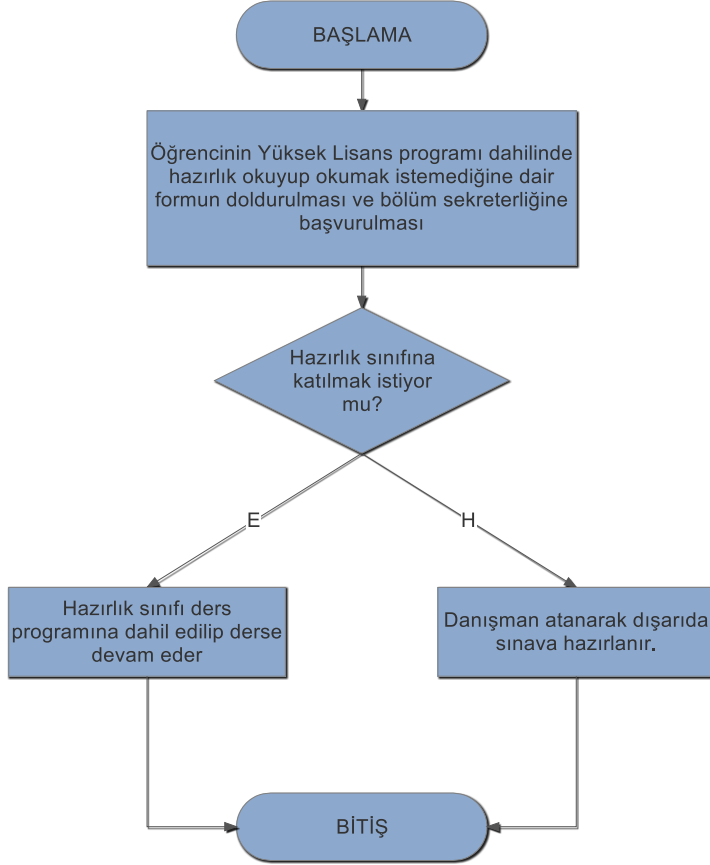 BAŞLAMA
Öğrencinin Yüksek Lisans programı dahilinde
hazırlık okuyup okumak istemediğine dair
formun doldurulması ve bölüm sekreterliğine
başvurulması
Hazırlık sınıfına
katılmak istiyor
mu?
E
H
Hazırlık sınıfı ders
programına dahil edilip derse
devam eder
Danışman atanarak dışarıda
sınava hazırlanır.
BİTİŞ